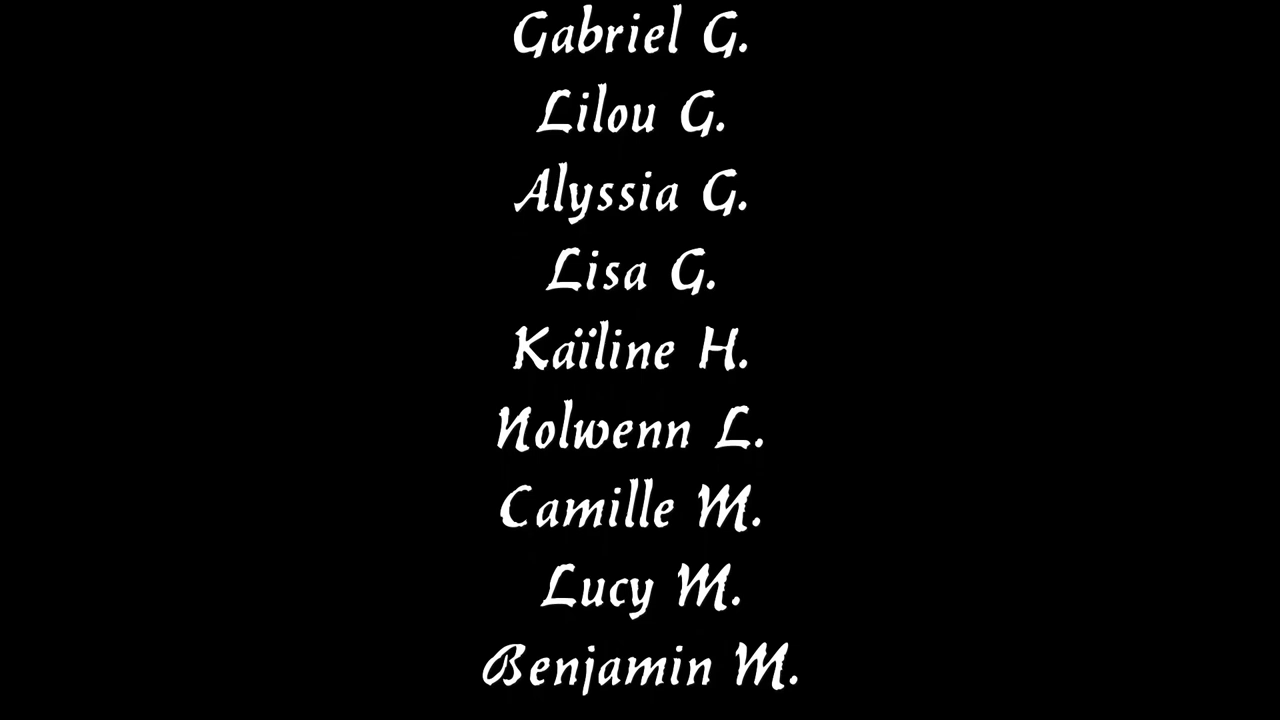 Gabriel G.
Lilou G.
Alyssia G.
Lisa G.
Kaïline H.
Nolwenn L.
Camille M.
Lucy M.
Benjamin M.